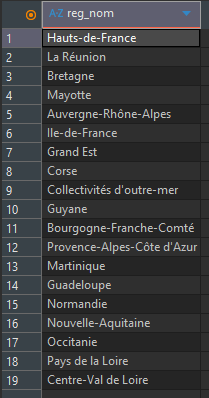 A-Z reg_nom
1 Hauts-de-France
2 La Réunion
3 Bretagne
4 Mayotte
5 Auvergne-Rhône-Alpes
6 Ile-de-France
7 Grand Est
8 Corse
9 Collectivités d'outre-mer
10 Guyane
11 Bourgogne-Franche-Comté
12 Provence-Alpes-Côte d'Azur
13 Martinique
14 Guadeloupe
15 Normandie
16 Nouvelle-Aquitaine
17 Occitanie
18 Pays de la Loire
19 Centre-Val de Loire